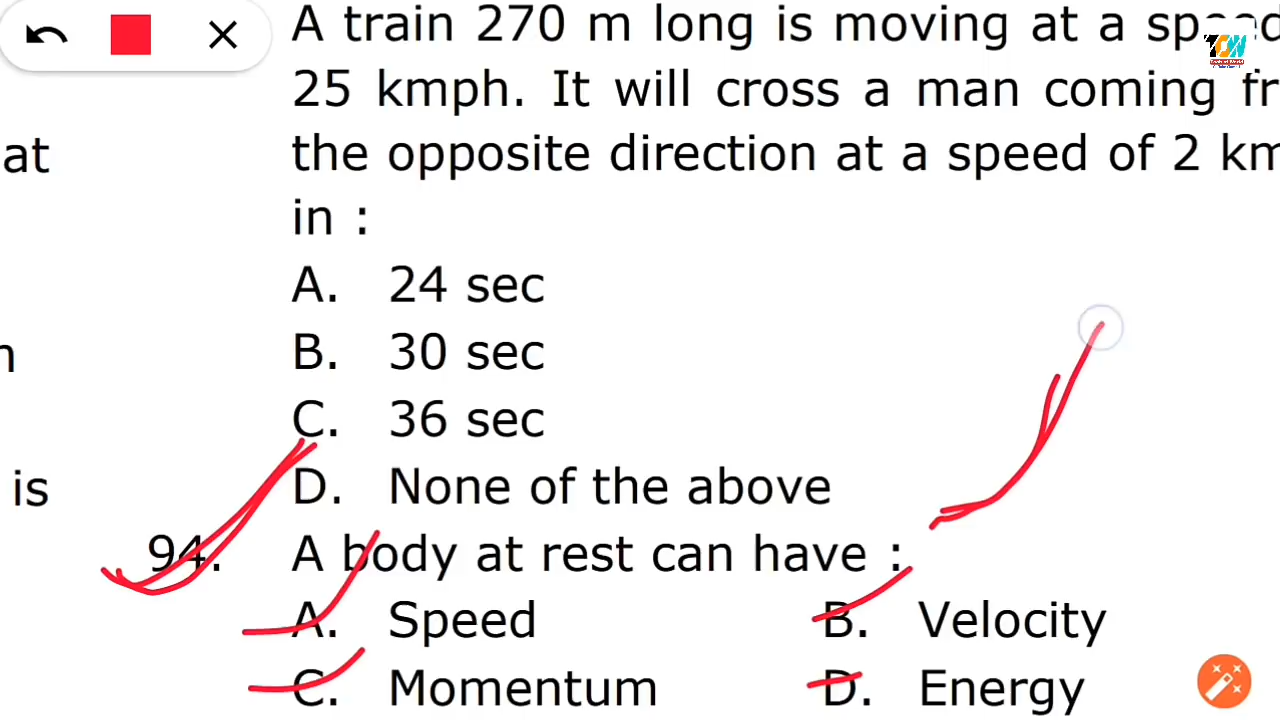 A train 270 m long is moving at a speed
25 kmph. It will cross a man coming fr
at the opposite direction at a speed of 2 km
in :
A. 24 sec
n B. 30 sec
C. 36 sec
is D. None of the above
94. A body at rest can have :
A. Speed B. Velocity
C. Momentum D. Energy